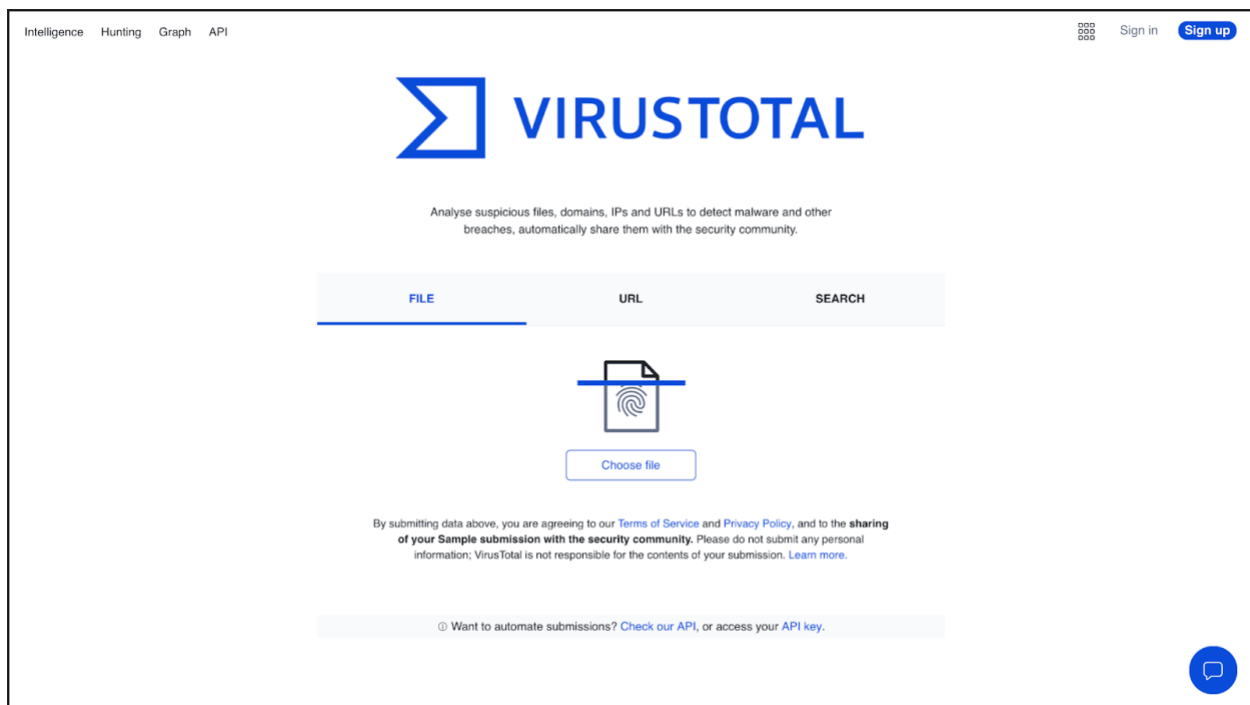 Intelligence Hunting Graph API Sign in Sign up
VIRUSTOTAL
Analyse suspicious files, domains, IPs and URLs to detect malware and other
breaches, automatically share them with the security community.
FILE URL SEARCH
Choose file
By submitting data above, you are agreeing to our Terms of Service and Privacy Policy, and to the sharing
of your Sample submission with the security community. Please do not submit any personal
information; VirusTotal is not responsible for the contents of your submission. Learn more.
ⓘ Want to automate submissions? Check our API, or access your API key.